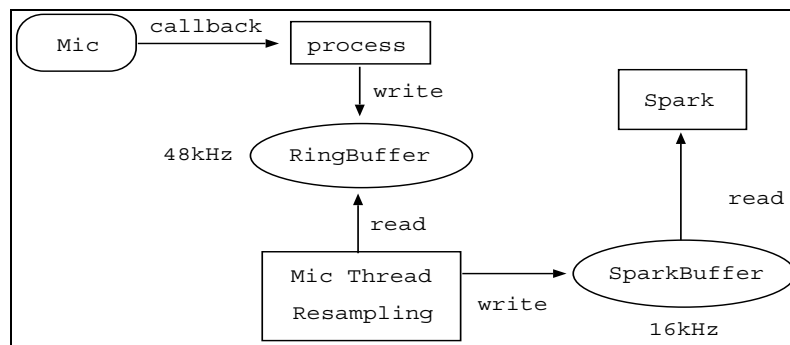 callback
Mic
process
write
Spark
48kHz
RingBuffer
read
read
Mic Thread
Resampling
write
SparkBuffer
16kHz